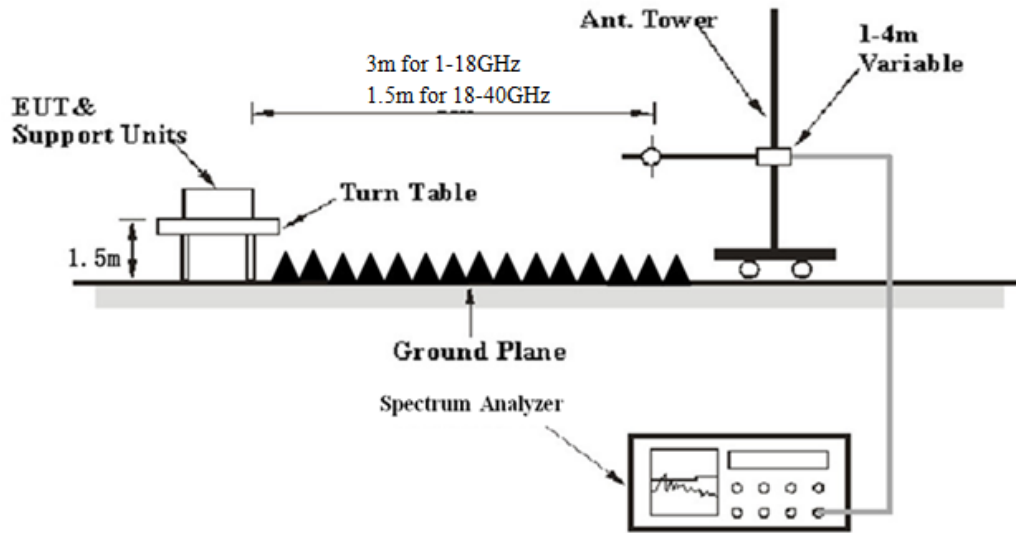 Ant. Tower
1-4m
Variable
3m for 1-18GHz
1.5m for 18-40GHz
EUT&
Support Units
Turn Table
1.5m
Ground Plane
Spectrum Analyzer